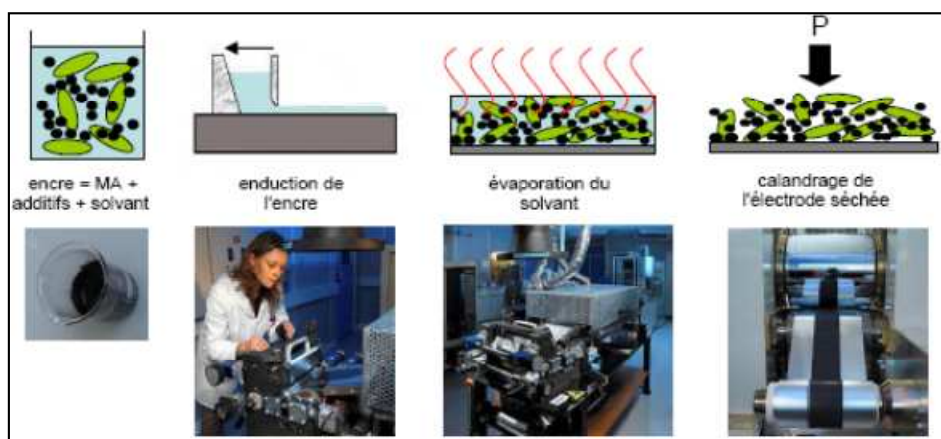 P
encre = MA +
additifs + solvant
enduction de
l'encre
évaporation du
solvant
calandrage de
l'électrode séchée